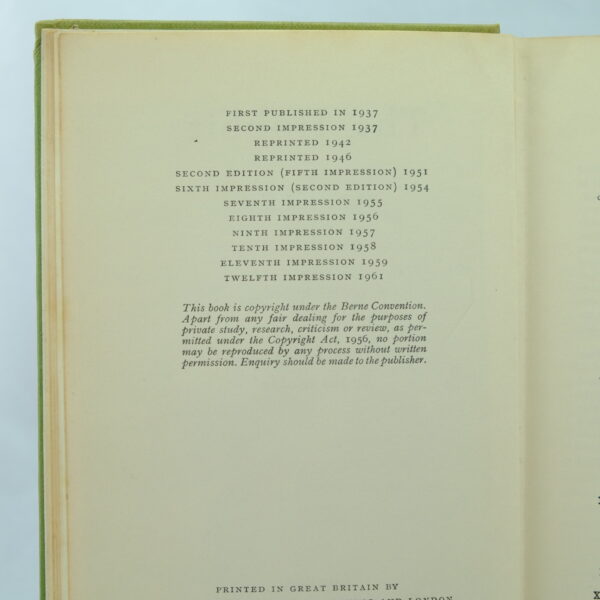 FIRST PUBLISHED IN 1937
SECOND IMPRESSION 1937
REPRINTED 1942
REPRINTED 1946
SECOND EDITION (FIFTH IMPRESSION) 1951
SIXTH IMPRESSION (SECOND EDITION) 1954
SEVENTH IMPRESSION 1955
EIGHTH IMPRESSION 1956
NINTH IMPRESSION 1957
TENTH IMPRESSION 1958
ELEVENTH IMPRESSION 1959
TWELFTH IMPRESSION 1961
This book is copyright under the Berne Convention.
Apart from any fair dealing for the purposes of
private study, research, criticism or review, as per-
mitted under the Copyright Act, 1956, no portion
may be reproduced by any process without written
permission. Enquiry should be made to the publisher.
PRINTED IN GREAT BRITAIN BY
AND LONDON